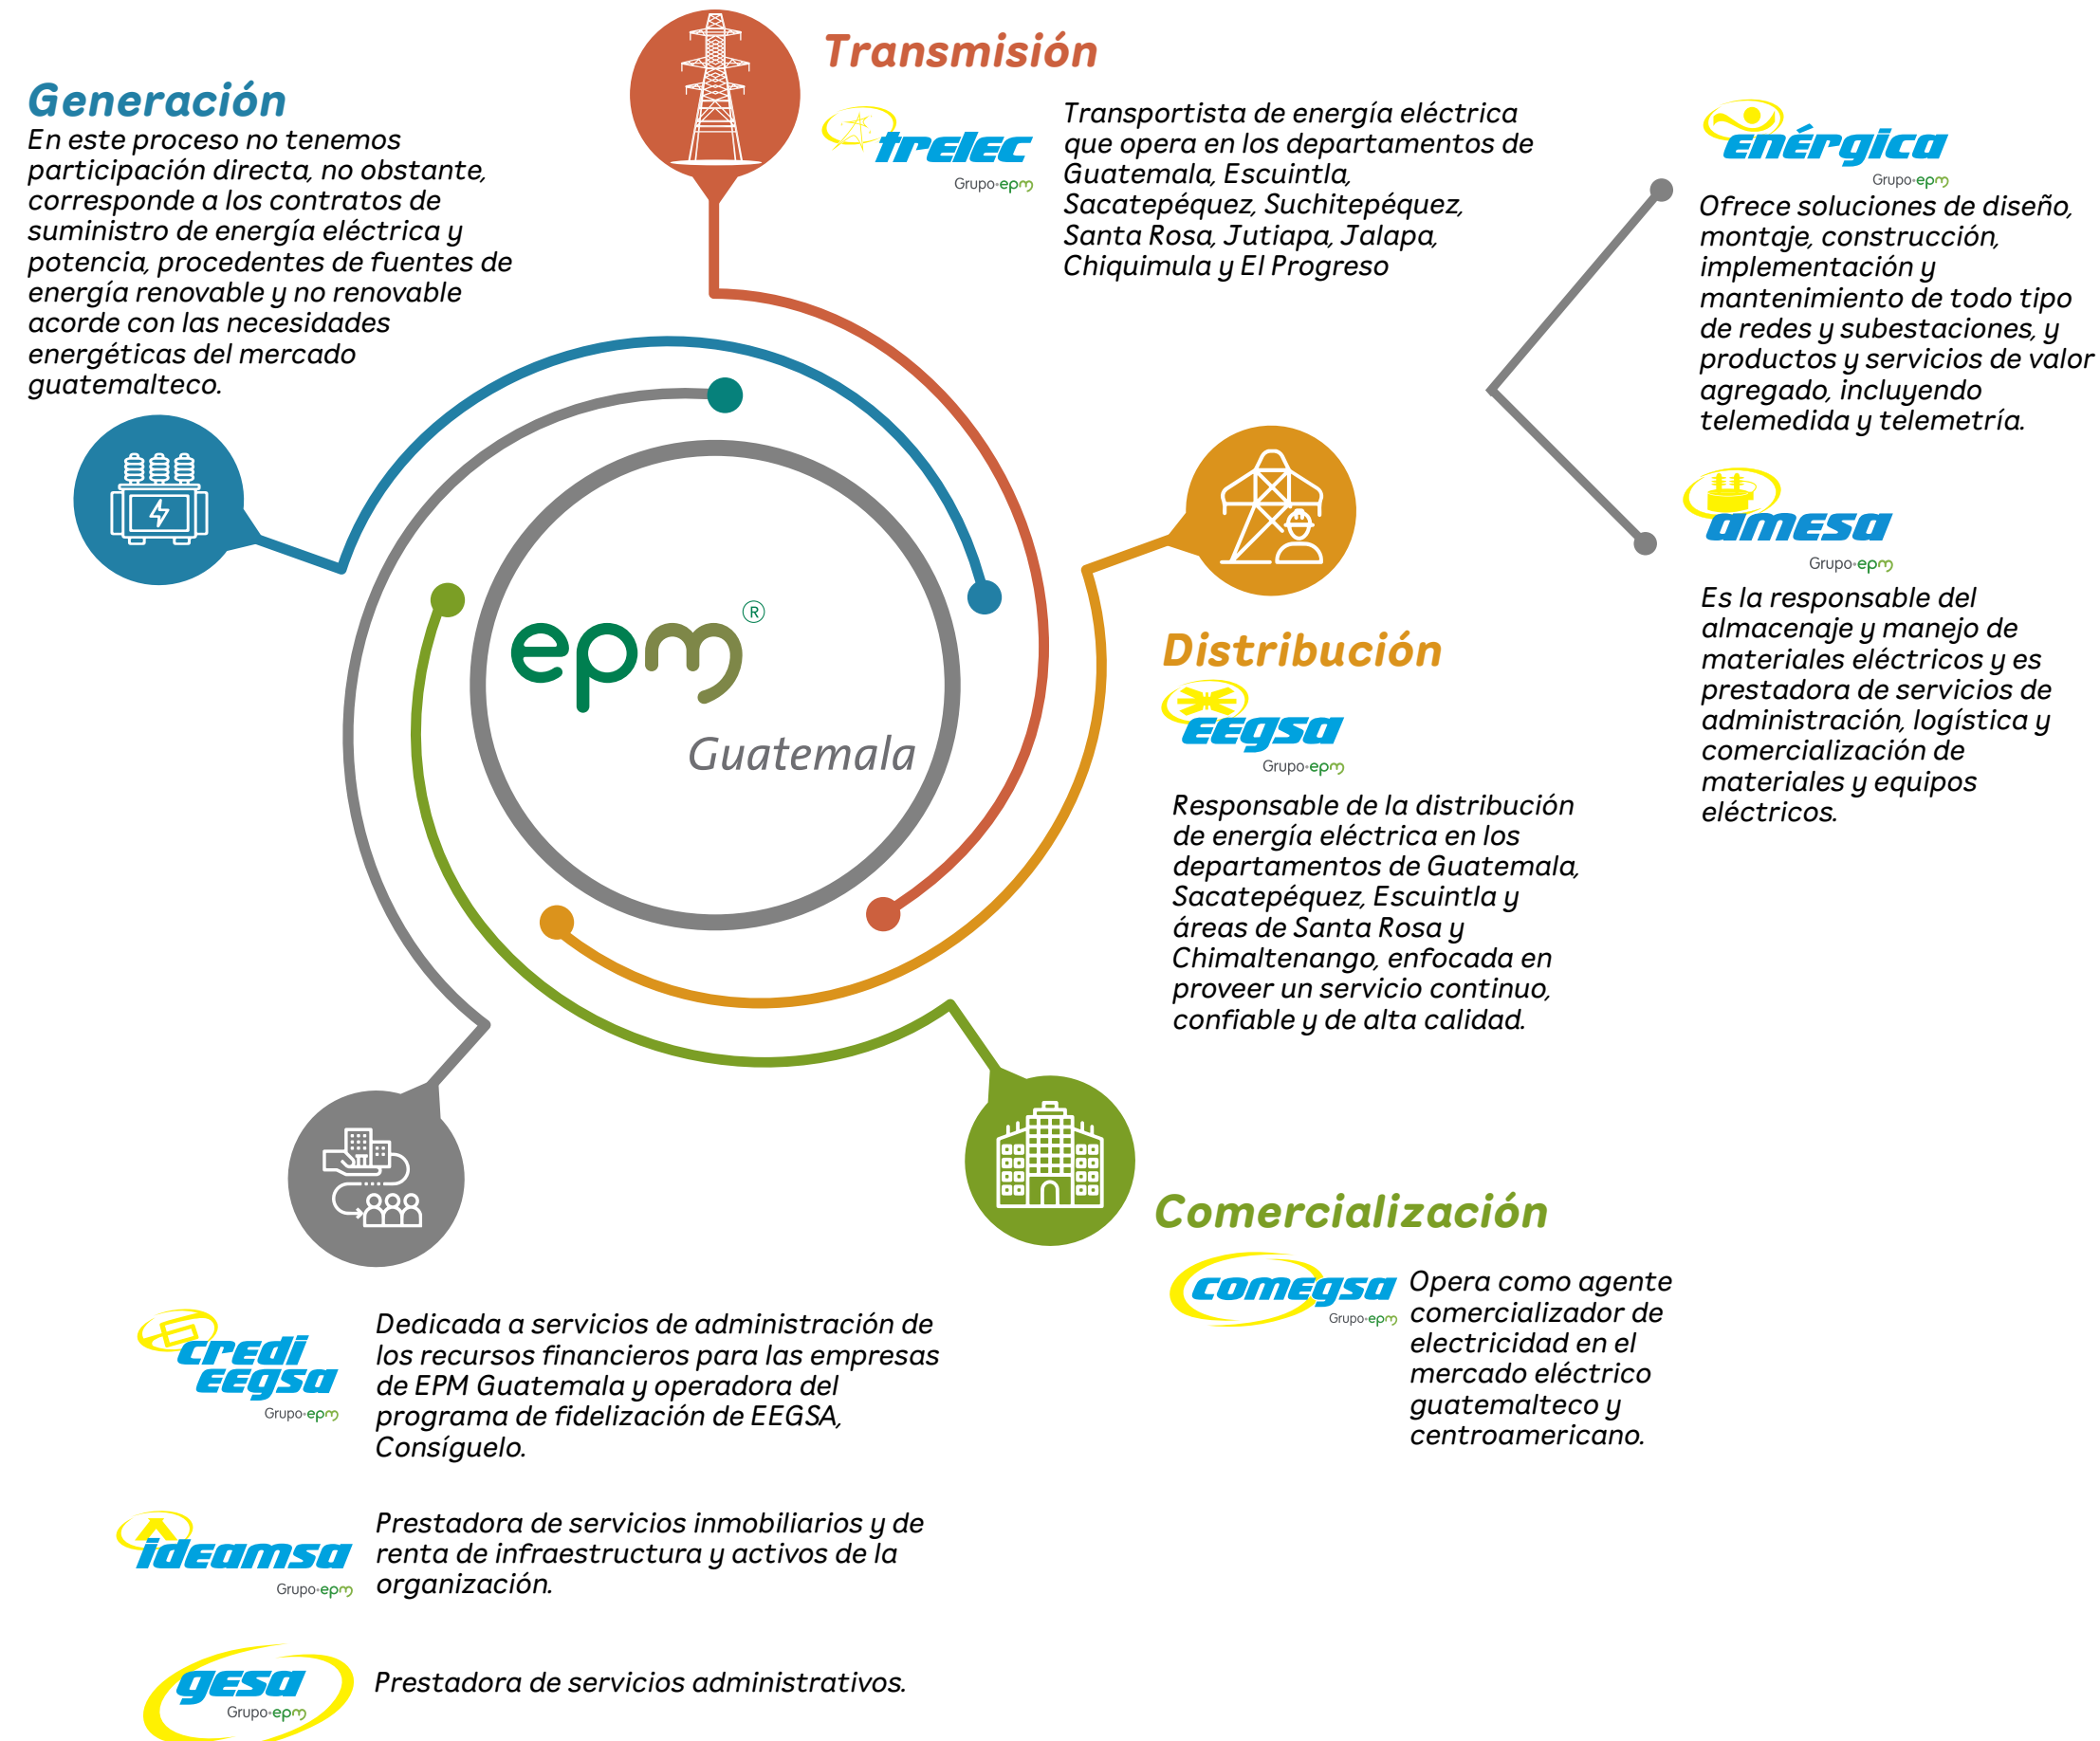 Generación
En este proceso no tenemos
participación directa, no obstante,
corresponde a los contratos de
suministro de energía eléctrica y
potencia, procedentes de fuentes de
energía renovable y no renovable
acorde con las necesidades
energéticas del mercado
guatemalteco.
Transmisión
trelec
Grupo·epm
Transportista de energía eléctrica
que opera en los departamentos de
Guatemala, Escuintla,
Sacatepéquez, Suchitepéquez,
Santa Rosa, Jutiapa, Jalapa,
Chiquimula y El Progreso
enérgica
Grupo·epm
Ofrece soluciones de diseño,
montaje, construcción,
implementación y
mantenimiento de todo tipo
de redes y subestaciones, y
productos y servicios de valor
agregado, incluyendo
telemedida y telemetría.
amesa
Grupo·epm
Es la responsable del
almacenaje y manejo de
materiales eléctricos y es
prestadora de servicios de
administración, logística y
comercialización de
materiales y equipos
eléctricos.
epm®
Guatemala
Distribución
EEgsa
Grupo·epm
Responsable de la distribución
de energía eléctrica en los
departamentos de Guatemala,
Sacatepéquez, Escuintla y
áreas de Santa Rosa y
Chimaltenango, enfocada en
proveer un servicio continuo,
confiable y de alta calidad.
Comercialización
comegsa
Grupo·epm
Opera como agente
comercializador de
electricidad en el
mercado eléctrico
guatemalteco y
centroamericano.
credi
EEgsa
Grupo·epm
Dedicada a servicios de administración de
los recursos financieros para las empresas
de EPM Guatemala y operadora del
programa de fidelización de EEGSA,
Consíguelo.
ideamsa
Grupo·epm
Prestadora de servicios inmobiliarios y de
renta de infraestructura y activos de la
organización.
gesa
Grupo·epm
Prestadora de servicios administrativos.